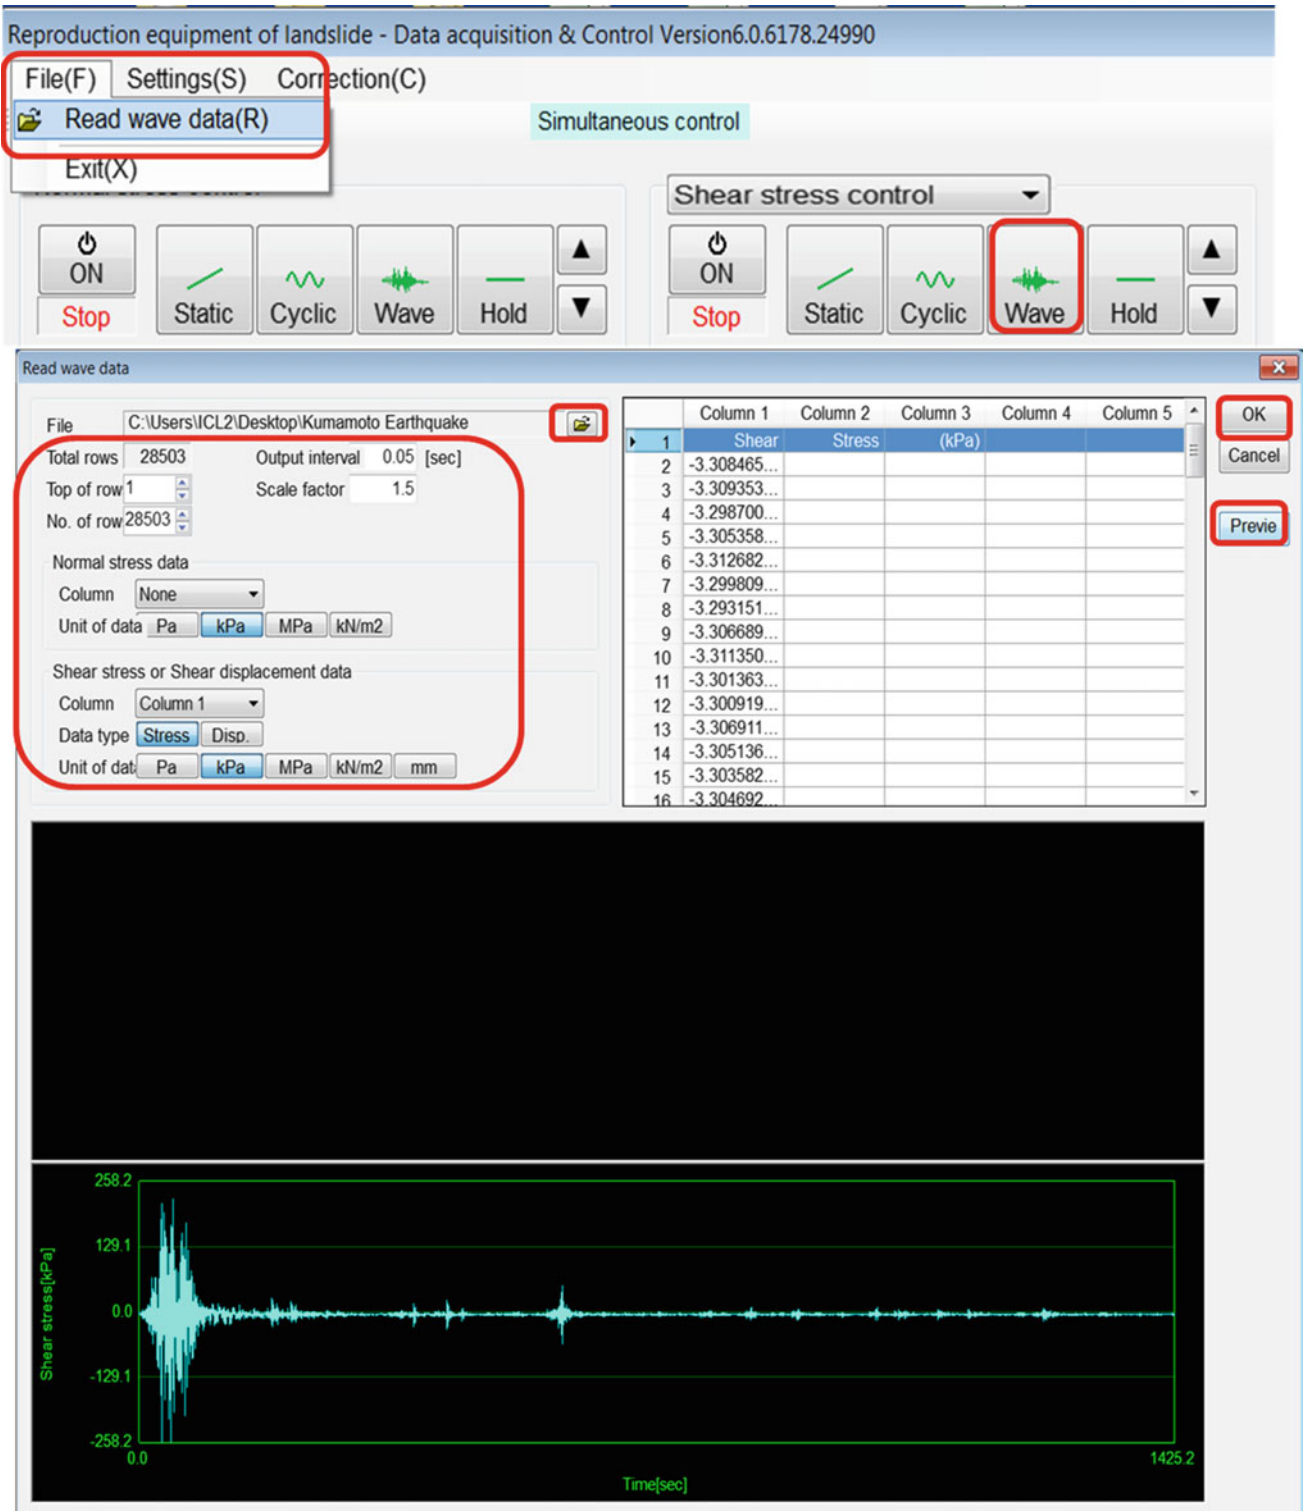 Reproduction equipment of landslide - Data acquisition & Control Version6.0.6178.24990
File(F) Settings(S) Correction(C)
Read wave data(R)
Simultaneous control
Exit(X)
Shear stress control
ON
Stop
Static Cyclic Wave Hold
ON
Stop
Static Cyclic Wave Hold
Read wave data
File C:\Users\ICL2\Desktop\Kumamoto Earthquake
Total rows 28503 Output interval 0.05 [sec]
Top of row 1 Scale factor 1.5
No. of row 28503
Normal stress data
Column None
Unit of data Pa kPa MPa kN/m2
Shear stress or Shear displacement data
Column Column 1
Data type Stress Disp.
Unit of dat Pa kPa MPa kN/m2 mm
Column 1 Column 2 Column 3 Column 4 Column 5
1 Shear Stress (kPa)
2 -3.308465...
3 -3.309353...
4 -3.298700...
5 -3.305358...
6 -3.312682...
7 -3.299809...
8 -3.293151...
9 -3.306689...
10 -3.311350...
11 -3.301363...
12 -3.300919...
13 -3.306911...
14 -3.305136...
15 -3.303582...
16 -3.304692...
OK
Cancel
Previe
258.2
129.1
0.0
-129.1
-258.2
Shear stress[kPa]
0.0 1425.2
Time[sec]